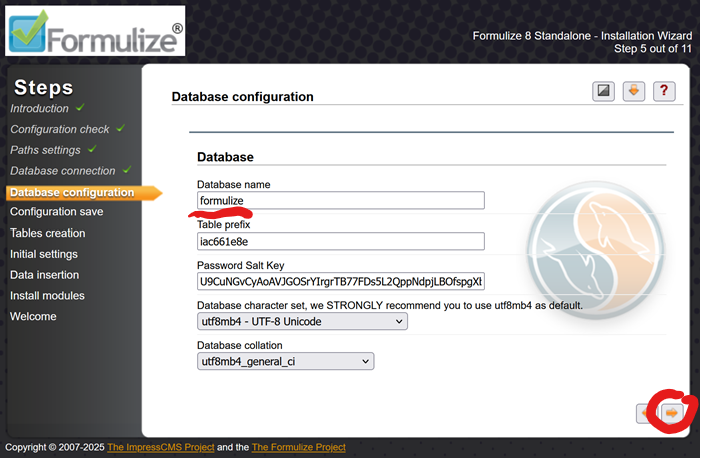 Formulize®
Formulize 8 Standalone - Installation Wizard
Step 5 out of 11
Steps
Introduction
Configuration check
Paths settings
Database connection
Database configuration
Configuration save
Tables creation
Initial settings
Data insertion
Install modules
Welcome
Database configuration
?
Database
Database name
formulize
Table prefix
iac661e8e
Password Salt Key
U9CuNGvCyAoAVJGOSrYIrgrTB77FDs5L2QppNdpjLBOfspgXb
Database character set, we STRONGLY recommend you to use utf8mb4 as default.
utf8mb4 - UTF-8 Unicode
Database collation
utf8mb4_general_ci
Copyright © 2007-2025 The ImpressCMS Project and the The Formulize Project